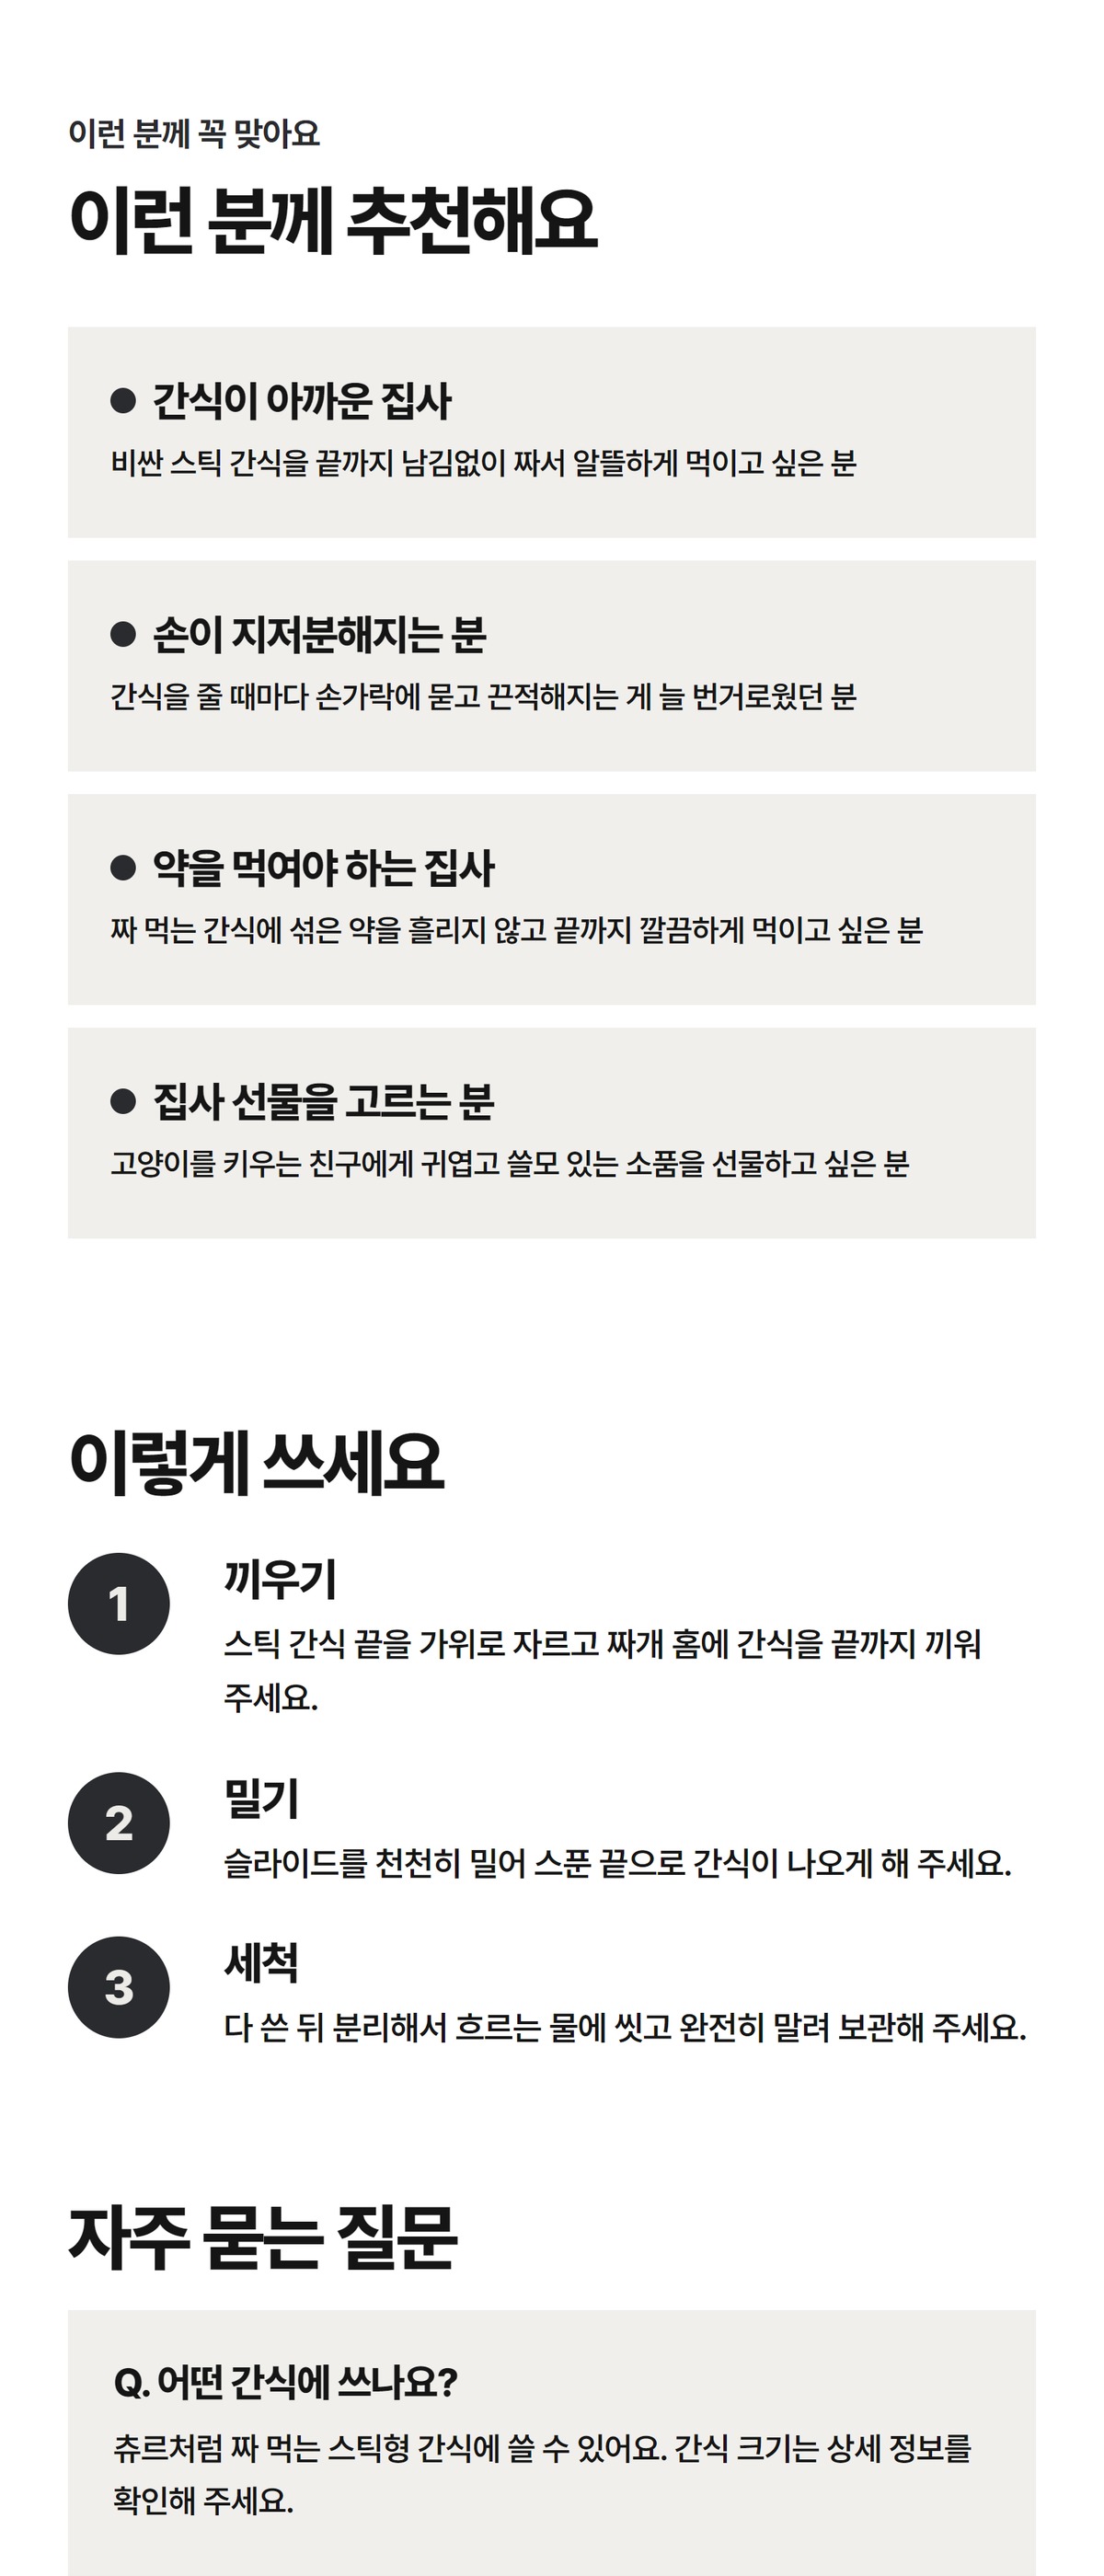 이런 분께 꼭 맞아요
이런 분께 추천해요
간식이 아까운 집사
비싼 스틱 간식을 끝까지 남김없이 짜서 알뜰하게 먹이고 싶은 분
손이 지저분해지는 분
간식을 줄 때마다 손가락에 묻고 끈적해지는 게 늘 번거로웠던 분
약을 먹여야 하는 집사
짜 먹는 간식에 섞은 약을 흘리지 않고 끝까지 깔끔하게 먹이고 싶은 분
집사 선물을 고르는 분
고양이를 키우는 친구에게 귀엽고 쓸모 있는 소품을 선물하고 싶은 분
이렇게 쓰세요
1
끼우기
스틱 간식 끝을 가위로 자르고 짜개 홈에 간식을 끝까지 끼워
주세요.
2
밀기
슬라이드를 천천히 밀어 스푼 끝으로 간식이 나오게 해 주세요.
3
세척
다 쓴 뒤 분리해서 흐르는 물에 씻고 완전히 말려 보관해 주세요.
자주 묻는 질문
Q. 어떤 간식에 쓰나요?
츄르처럼 짜 먹는 스틱형 간식에 쓸 수 있어요. 간식 크기는 상세 정보를
확인해 주세요.